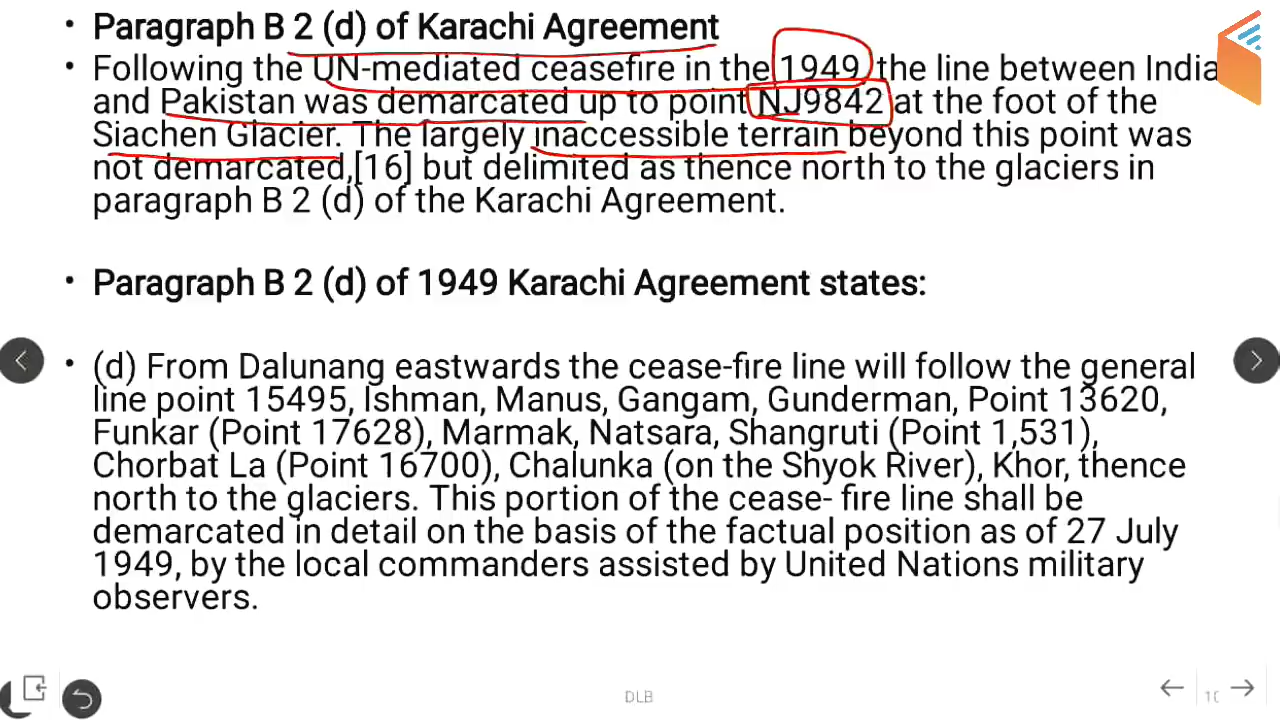 • Paragraph B 2 (d) of Karachi Agreement
• Following the UN-mediated ceasefire in the 1949 the line between India
and Pakistan was demarcated up to point NJ9842 at the foot of the
Siachen Glacier. The largely inaccessible terrain beyond this point was
not demarcated,[16] but delimited as thence north to the glaciers in
paragraph B 2 (d) of the Karachi Agreement.
• Paragraph B 2 (d) of 1949 Karachi Agreement states:
• (d) From Dalunang eastwards the cease-fire line will follow the general
line point 15495, Ishman, Manus, Gangam, Gunderman, Point 13620,
Funkar (Point 17628), Marmak, Natsara, Shangruti (Point 1,531),
Chorbat La (Point 16700), Chalunka (on the Shyok River), Khor, thence
north to the glaciers. This portion of the cease- fire line shall be
demarcated in detail on the basis of the factual position as of 27 July
1949, by the local commanders assisted by United Nations military
observers.
DLB